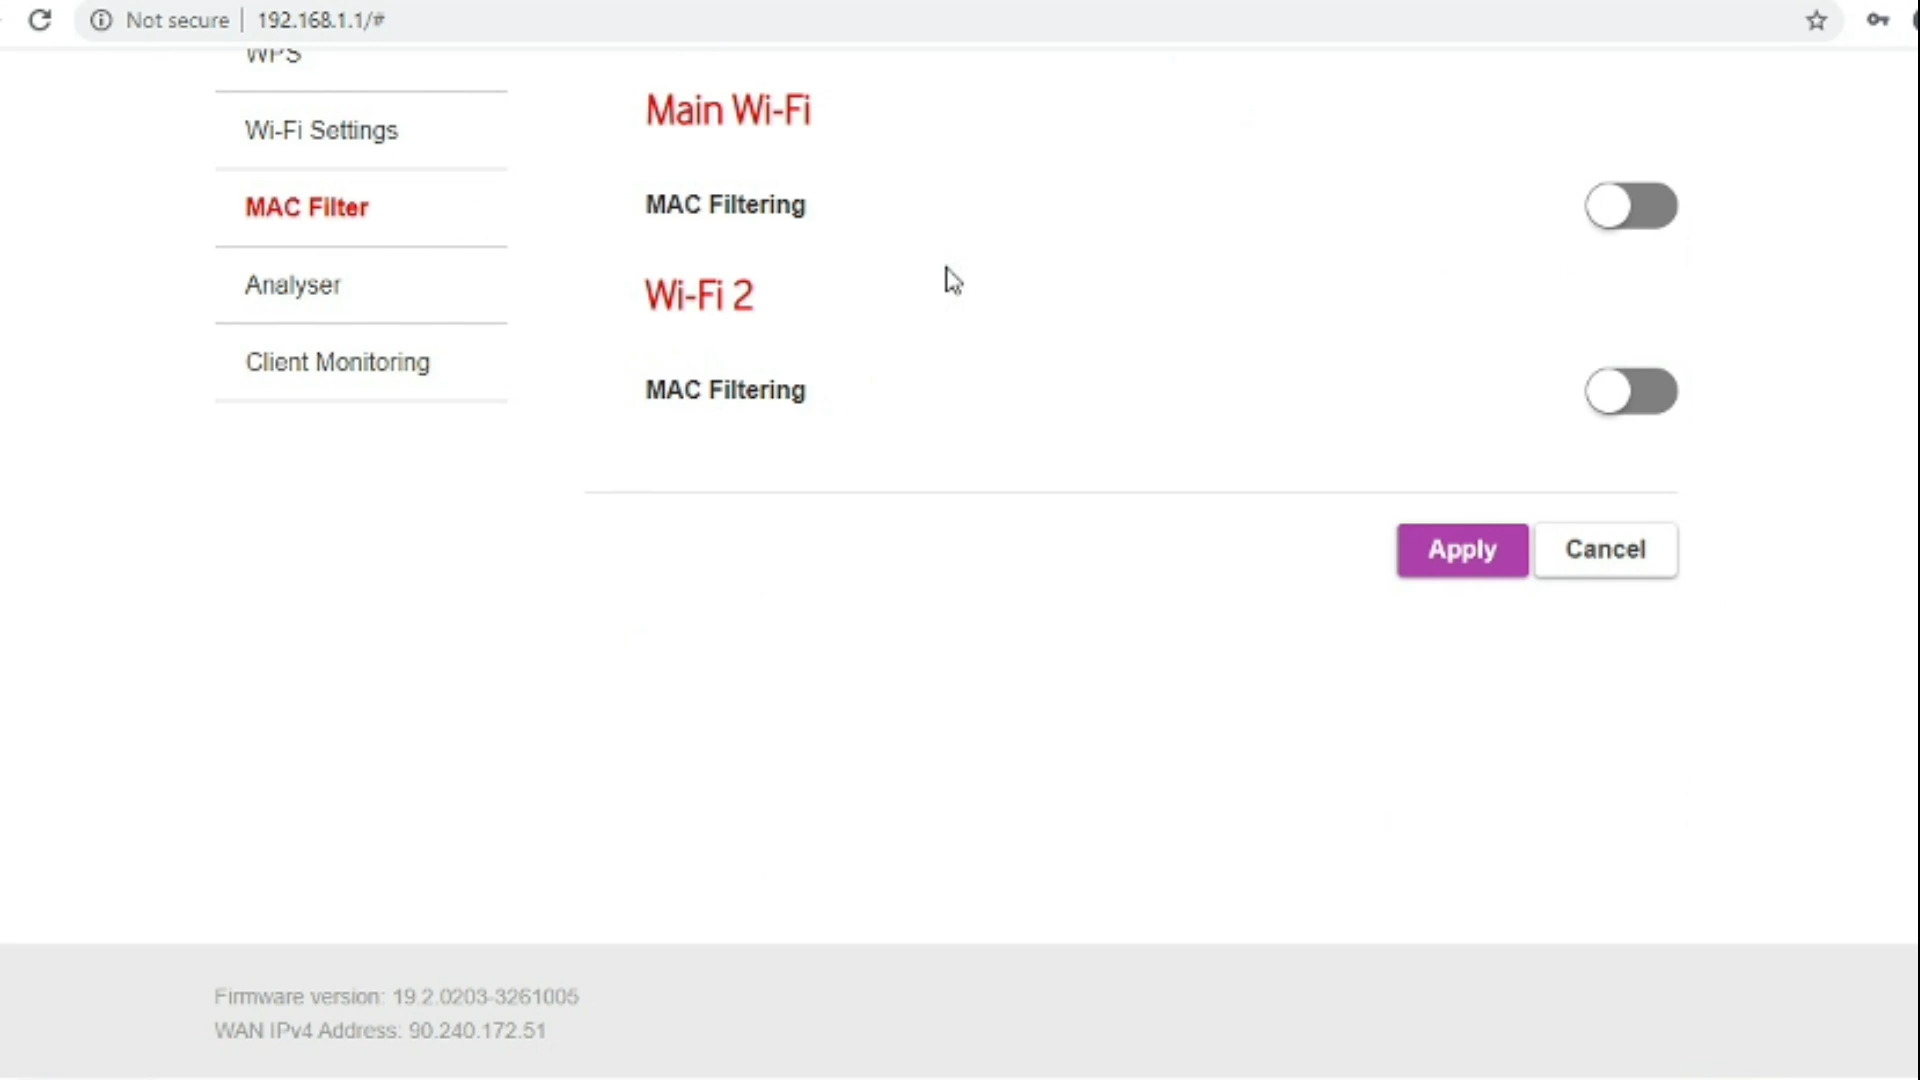 Not secure | 192.168.1.1/#
WPS
Wi-Fi Settings
MAC Filter
Analyser
Client Monitoring
Main Wi-Fi
MAC Filtering
Wi-Fi 2
MAC Filtering
Apply
Cancel
Firmware version: 19.2.0203-3261005
WAN IPv4 Address: 90.240.172.51